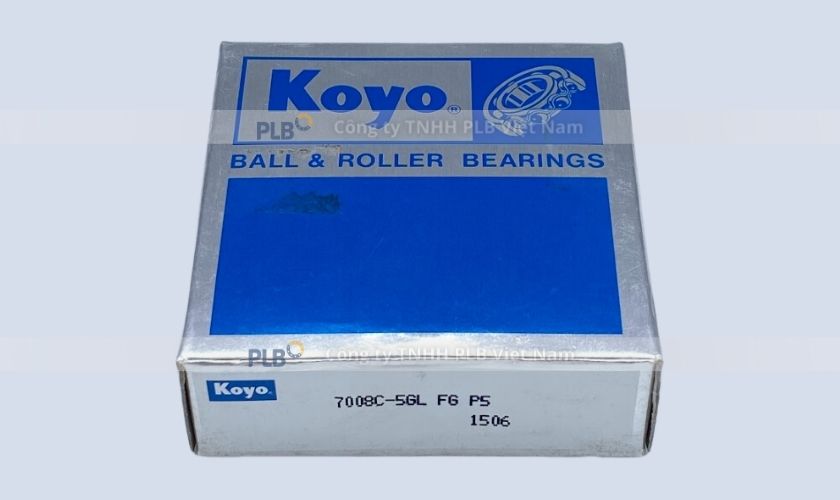 Koyo®
PLB Công ty TNHH PLB Việt Nam
BALL & ROLLER BEARINGS
PLB Công ty TNHH PLB Việt Nam
Koyo
7008C-5GL FG P5
1506